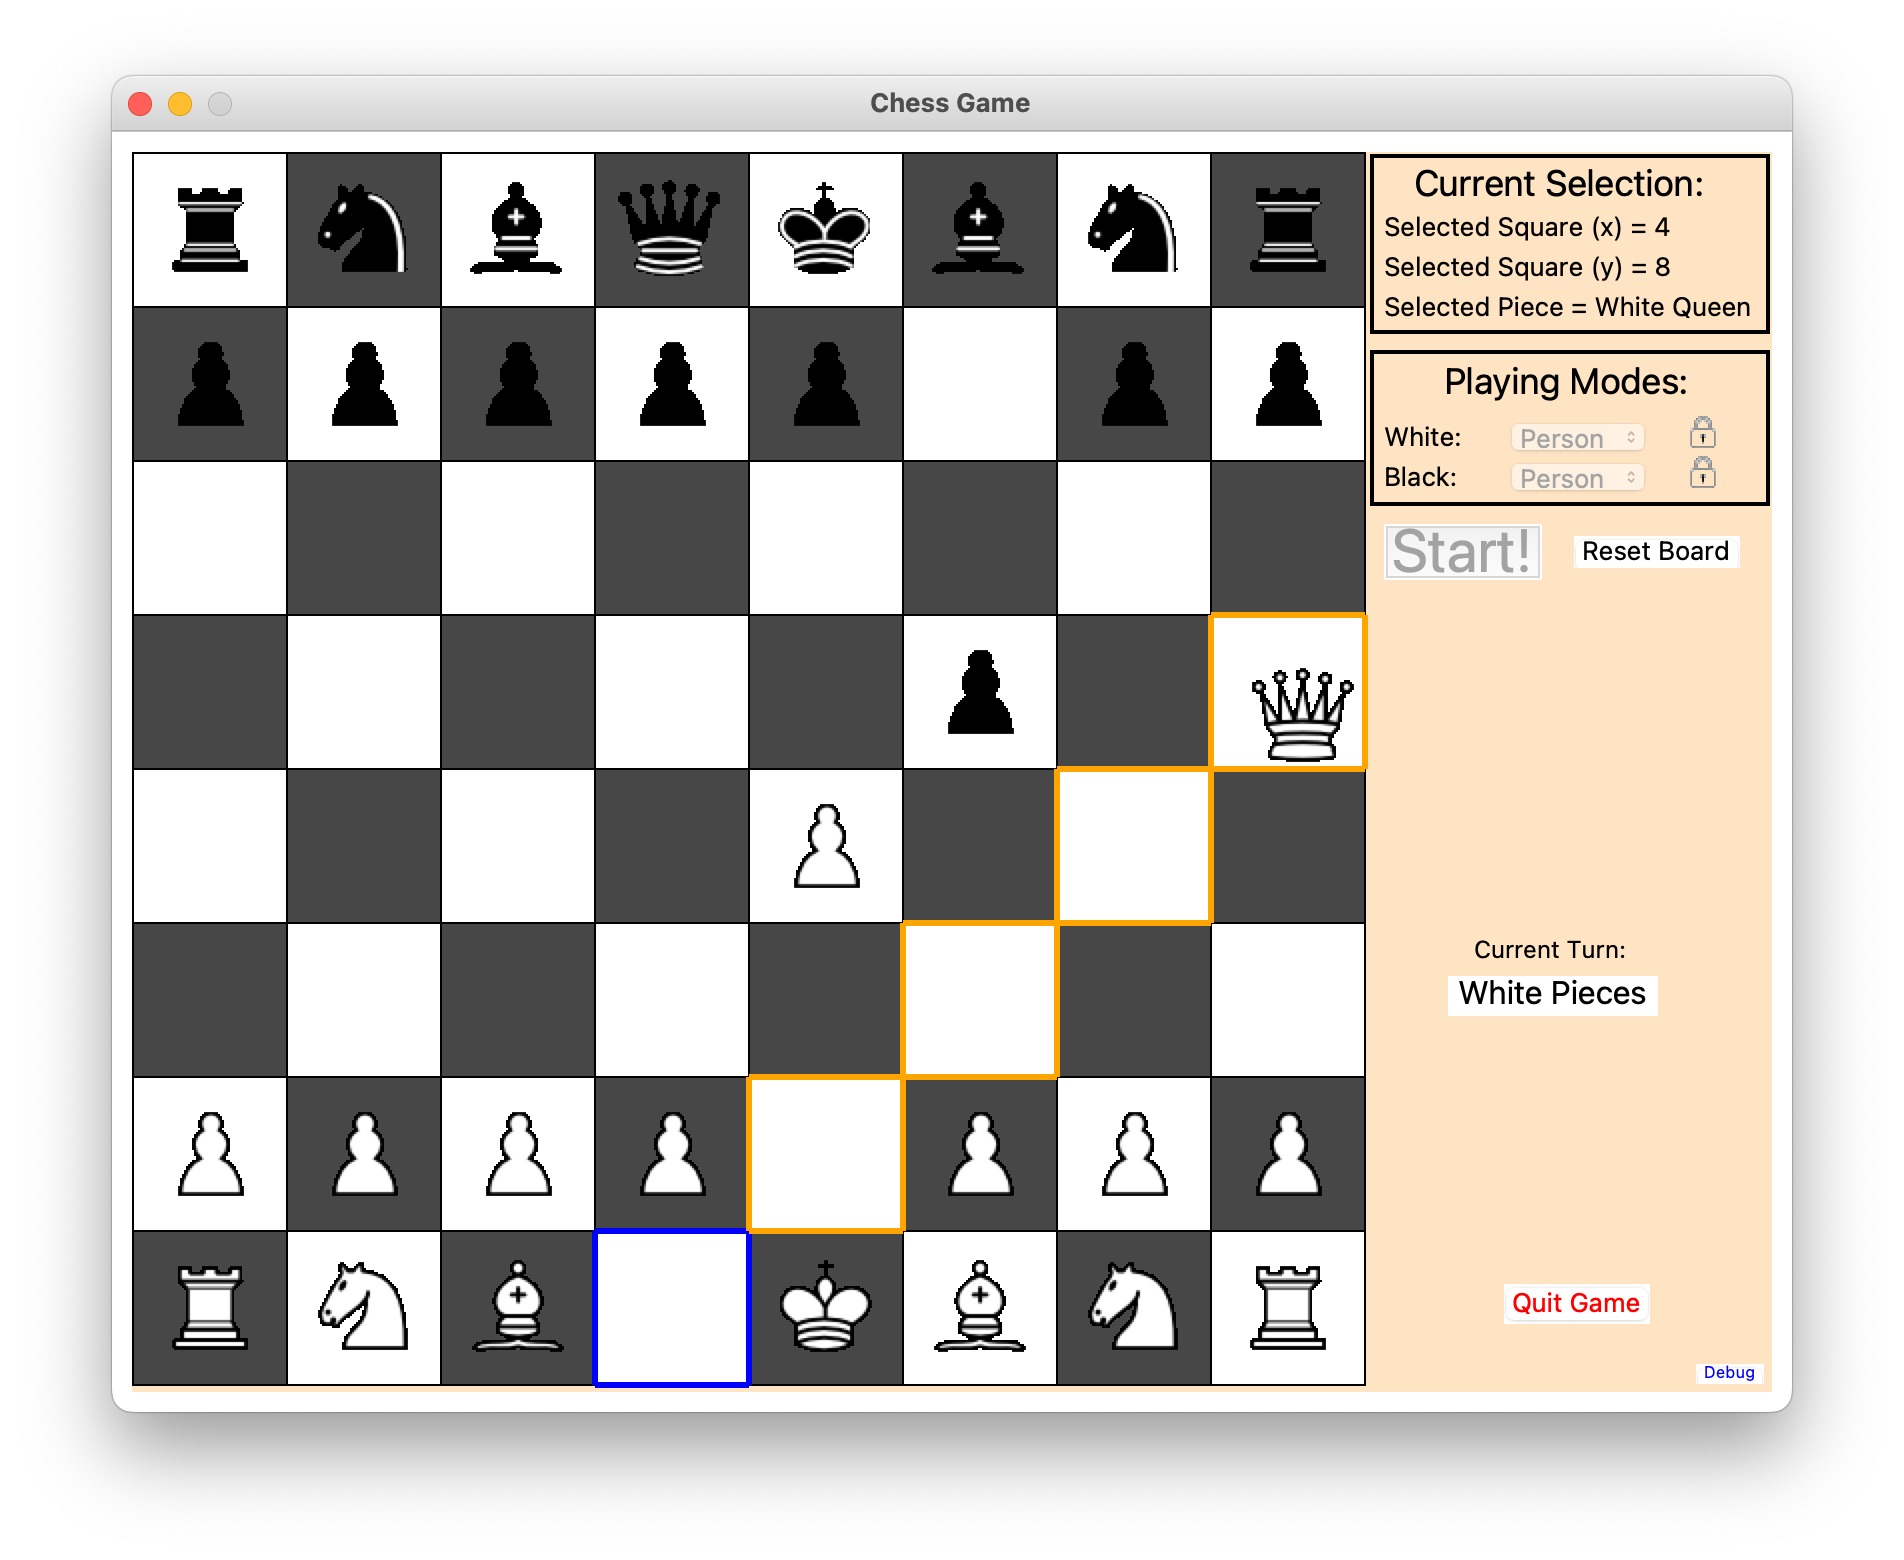 Chess Game
Current Selection:
Selected Square (x) = 4
Selected Square (y) = 8
Selected Piece = White Queen
Playing Modes:
White: Person
Black: Person
Start! Reset Board
Current Turn:
White Pieces
Quit Game
Debug